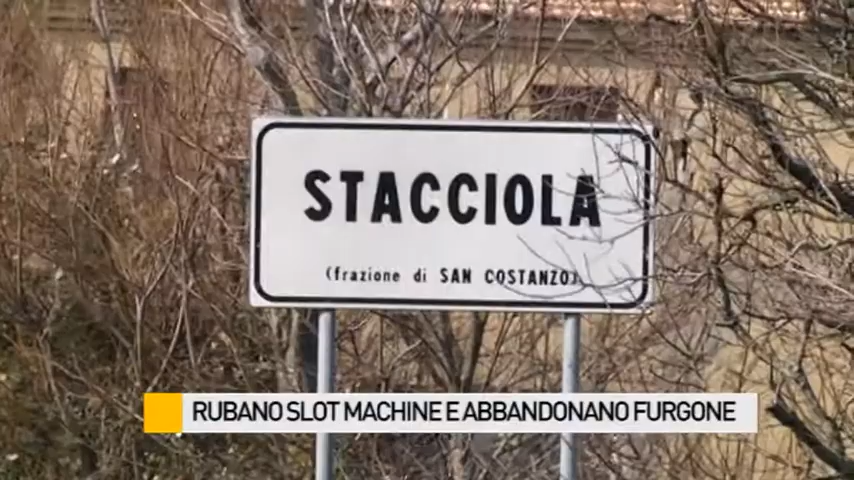 STACCIOLA
(frazione di SAN COSTANZO)
RUBANO SLOT MACHINE E ABBANDONANO FURGONE